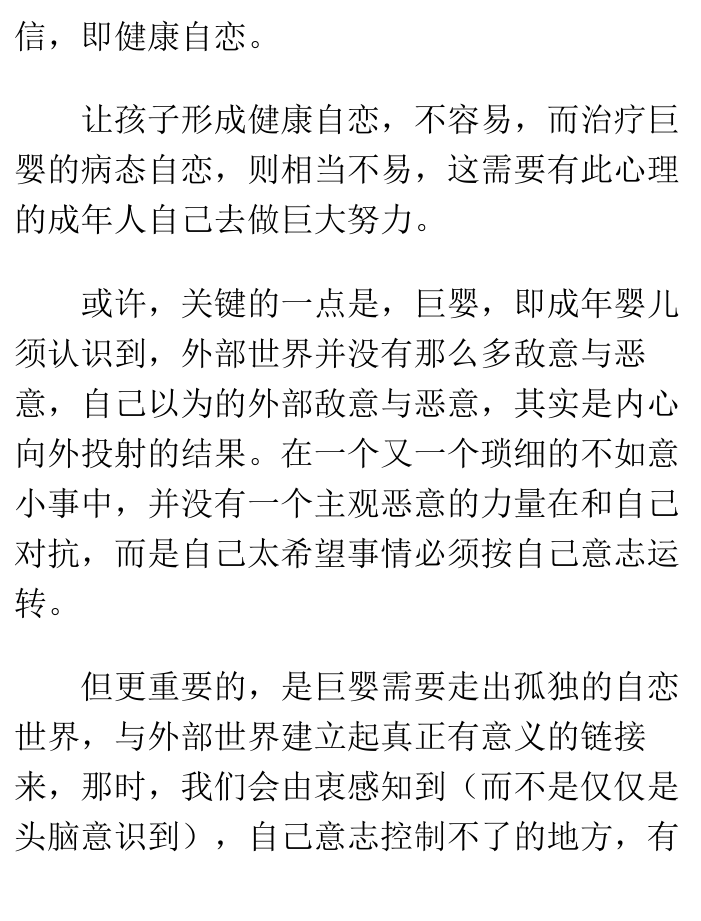 信，即健康自恋。
让孩子形成健康自恋，不容易，而治疗巨
婴的病态自恋，则相当不易，这需要有此心理
的成年人自己去做巨大努力。
或许，关键的一点是，巨婴，即成年婴儿
须认识到，外部世界并没有那么多敌意与恶
意，自己以为的外部敌意与恶意，其实是内心
向外投射的结果。在一个又一个琐细的不如意
小事中，并没有一个主观恶意的力量在和自己
对抗，而是自己太希望事情必须按自己意志运
转。
但更重要的，是巨婴需要走出孤独的自恋
世界，与外部世界建立起真正有意义的链接
来，那时，我们会由衷感知到（而不是仅仅是
头脑意识到），自己意志控制不了的地方，有